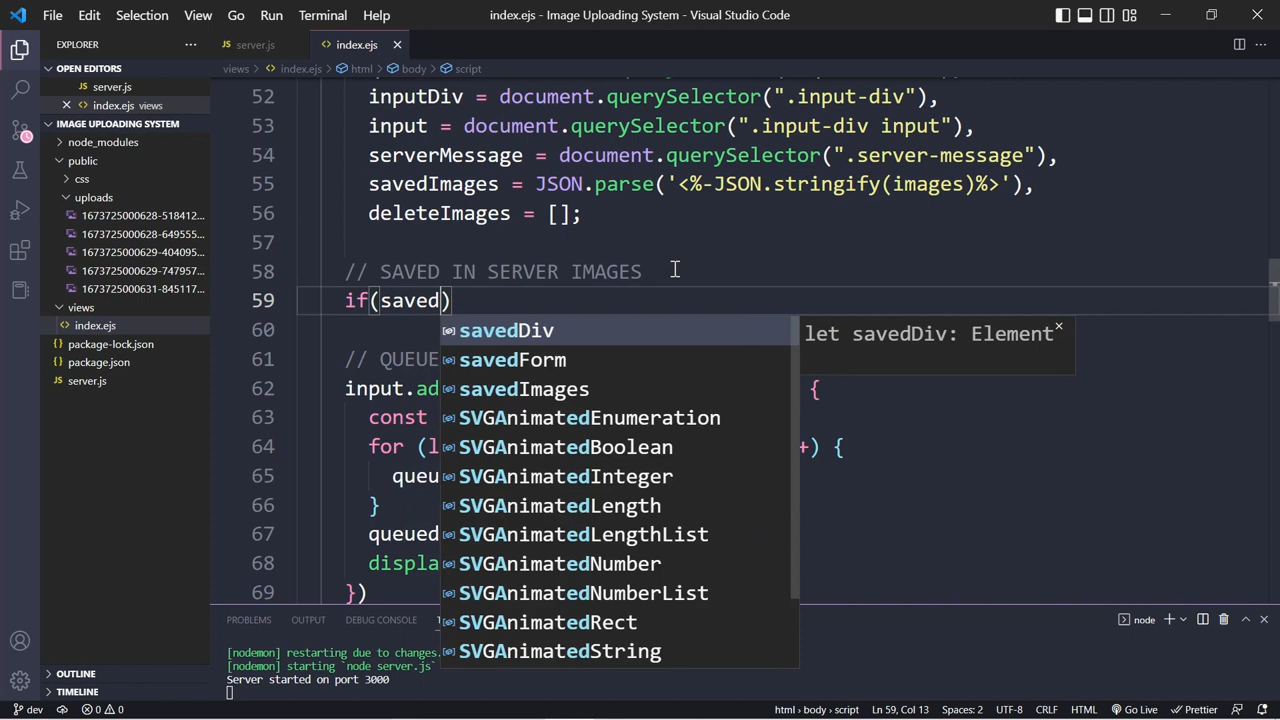 File Edit Selection View Go Run Terminal Help
index.ejs - Image Uploading System - Visual Studio Code
EXPLORER
server.js
index.ejs
OPEN EDITORS
server.js
index.ejs views
IMAGE UPLOADING SYSTEM
node_modules
public
css
uploads
1673725000628-518412...
1673725000628-649555...
1673725000629-404095...
1673725000629-747957...
1673725000631-845117...
views
index.ejs
package-lock.json
package.json
server.js
OUTLINE
TIMELINE
views > index.ejs > html > body > script
52 inputDiv = document.querySelector(".input-div"),
53 input = document.querySelector(".input-div input"),
54 serverMessage = document.querySelector(".server-message"),
55 savedImages = JSON.parse('<%-JSON.stringify(images)%>'),
56 deleteImages = [];
57
58 // SAVED IN SERVER IMAGES
59 if(saved)
60
61 // QUEUE
62 input.ad {
63 const
64 for (l +) {
65 queu
66 }
67 queued
68 displa
69 })
savedDiv
let savedDiv: Element
savedForm
savedImages
SVGAnimatedEnumeration
SVGAnimatedBoolean
SVGAnimatedInteger
SVGAnimatedLength
SVGAnimatedLengthList
SVGAnimatedNumber
SVGAnimatedNumberList
SVGAnimatedRect
SVGAnimatedString
PROBLEMS OUTPUT DEBUG CONSOLE
node
[nodemon] restarting due to changes.
[nodemon] starting `node server.js`
Server started on port 3000
dev 0 0
Ln 59, Col 13 Spaces: 2 UTF-8 CRLF HTML Go Live Prettier
html > body > script